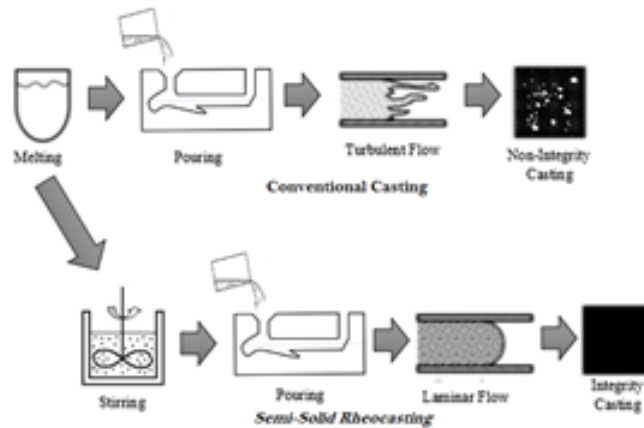 Melting
Pouring
Turbulent Flow
Non-Integrity
Casting
Conventional Casting
Stirring
Pouring
Laminar Flow
Integrity
Casting
Semi-Solid Rheocasting